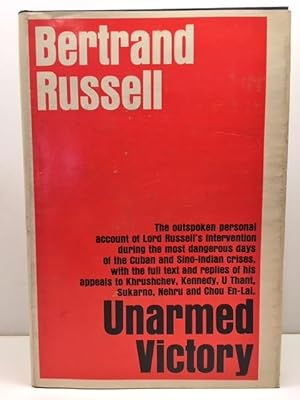 Bertrand
Russell
The outspoken personal
account of Lord Russell's intervention
during the most dangerous days
of the Cuban and Sino-Indian crises,
with the full text and replies of his
appeals to Khrushchev, Kennedy, U Thant,
Sukarno, Nehru and Chou En-Lai.
Unarmed
Victory